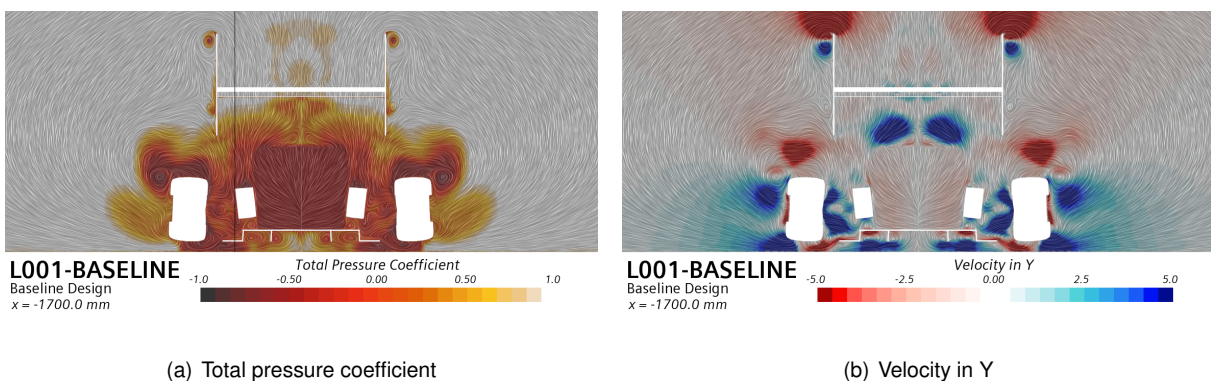 L001-BASELINE
Baseline Design
x = -1700.0 mm
Total Pressure Coefficient
-1.0 -0.50 0.00 0.50 1.0
L001-BASELINE
Baseline Design
x = -1700.0 mm
Velocity in Y
-5.0 -2.5 0.00 2.5 5.0
(a) Total pressure coefficient
(b) Velocity in Y